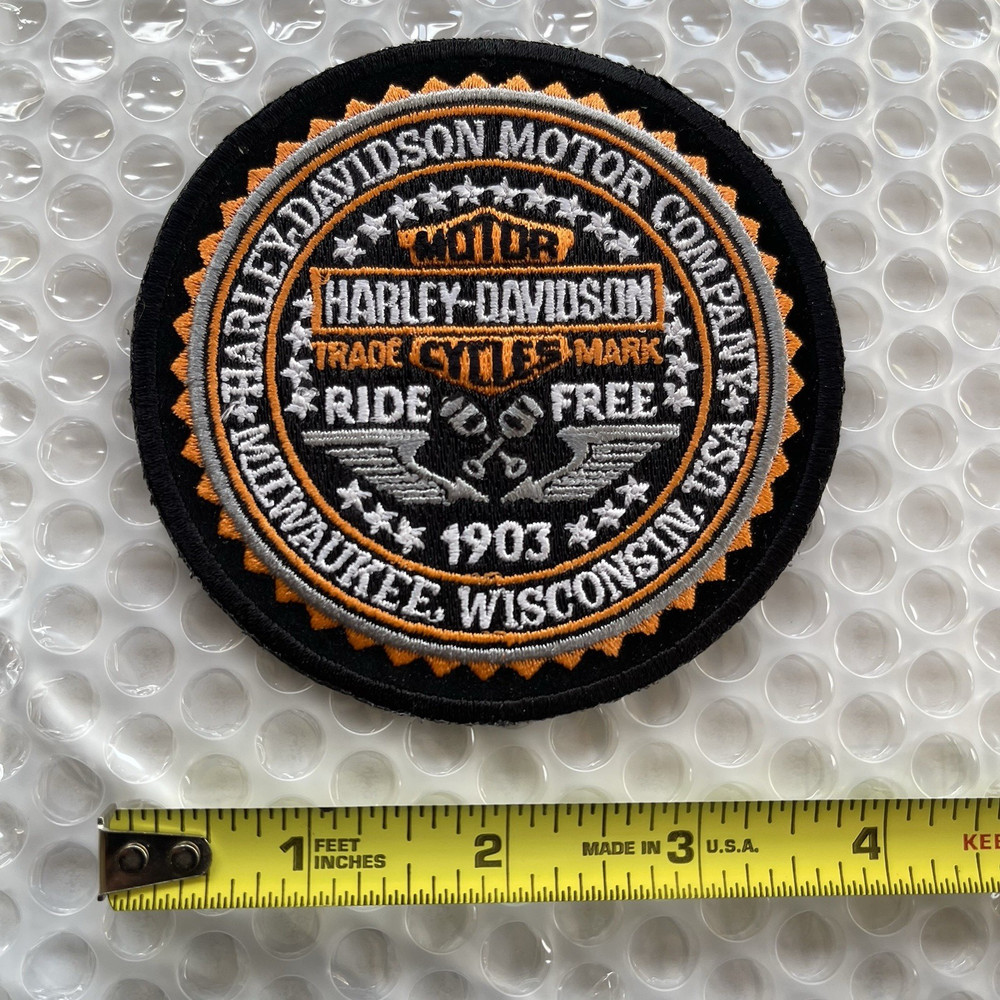 HARLEY-DAVIDSON MOTOR COMPANY
MOTOR
HARLEY-DAVIDSON
TRADE CYCLES MARK
RIDE FREE
1903
MILWAUKEE, WISCONSIN, USA
1 FEET INCHES 2 MADE IN 3 U.S.A. 4 KEE